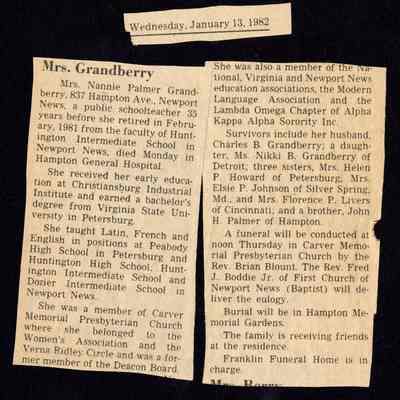 Wednesday, January 13, 1982
Mrs. Grandberry
Mrs. Nannie Palmer Grand-
berry, 837 Hampton Ave., Newport
News, a public schoolteacher 35
years before she retired in Febru-
ary, 1981 from the faculty of Hunt-
ington Intermediate School in
Newport News, died Monday in
Hampton General Hospital.
She received her early educa-
tion at Christiansburg Industrial
Institute and earned a bachelor's
degree from Virginia State Uni-
versity in Petersburg.
She taught Latin, French and
English in positions at Peabody
High School in Petersburg and
Huntington High School, Hunt-
ington Intermediate School and
Dozier Intermediate School in
Newport News.
She was a member of Carver
Memorial Presbyterian Church
where she belonged to the
Women's Association and the
Verna Ridley Circle and was a for-
mer member of the Deacon Board.
She was also a member of the Na-
tional, Virginia and Newport News
education associations, the Modern
Language Association and the
Lambda Omega Chapter of Alpha
Kappa Alpha Sorority Inc.
Survivors include her husband,
Charles B. Grandberry; a daugh-
ter, Ms. Nikki B. Grandberry of
Detroit; three sisters, Mrs. Helen
P. Howard of Petersburg, Mrs.
Elsie P. Johnson of Silver Spring,
Md., and Mrs. Florence P. Livers
of Cincinnati; and a brother, John
H. Palmer of Hampton.
A funeral will be conducted at
noon Thursday in Carver Memo-
rial Presbyterian Church by the
Rev. Brian Blount. The Rev. Fred
J. Boddie Jr. of First Church of
Newport News (Baptist) will de-
liver the eulogy.
Burial will be in Hampton Me-
morial Gardens.
The family is receiving friends
at the residence.
Franklin Funeral Home is in
charge.